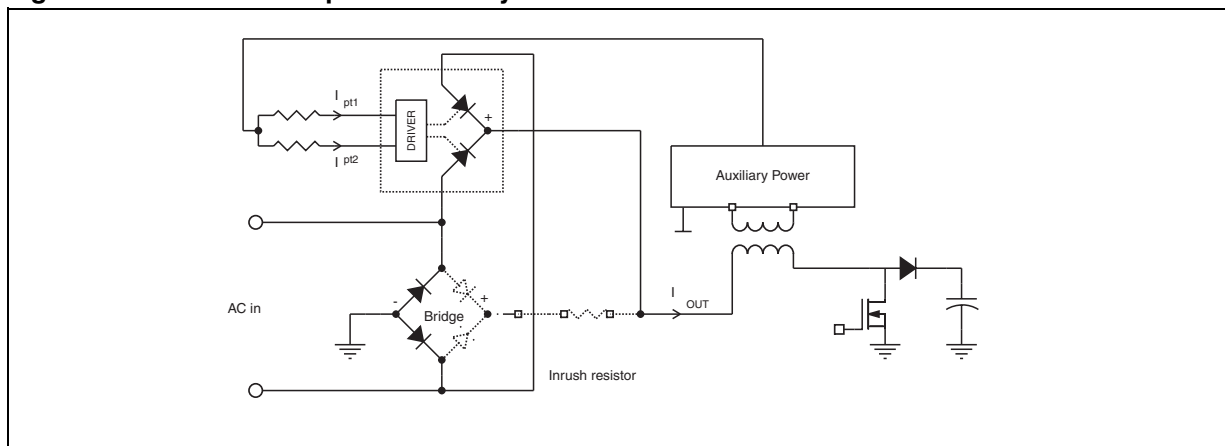 I pt1
DRIVER
+
I pt2
Auxiliary Power
I OUT
AC in
-
Bridge
+
Inrush resistor